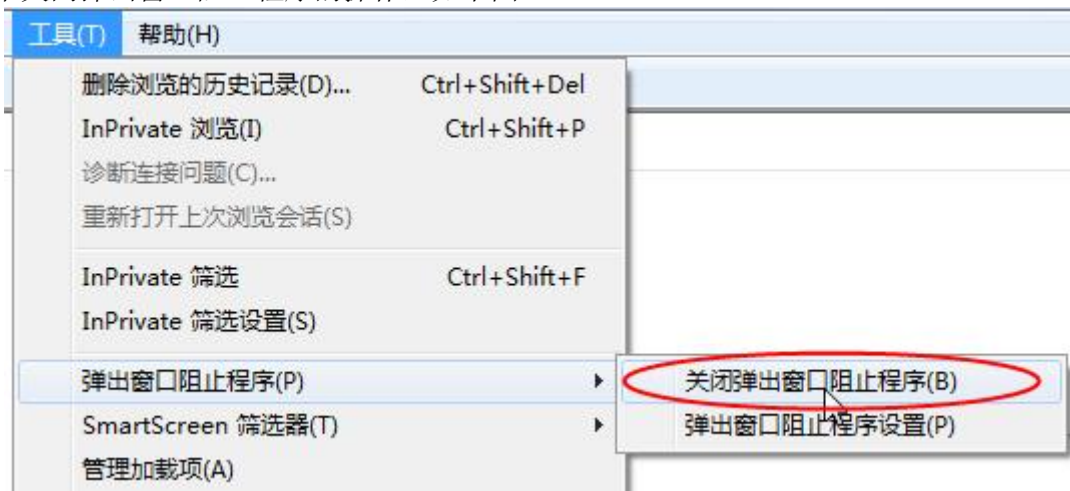 工具(T) 帮助(H)
删除浏览的历史记录(D)... Ctrl+Shift+Del
InPrivate 浏览(I) Ctrl+Shift+P
诊断连接问题(C)...
重新打开上次浏览会话(S)
InPrivate 筛选 Ctrl+Shift+F
InPrivate 筛选设置(S)
弹出窗口阻止程序(P) 关闭弹出窗口阻止程序(B)
SmartScreen 筛选器(T) 弹出窗口阻止程序设置(P)
管理加载项(A)